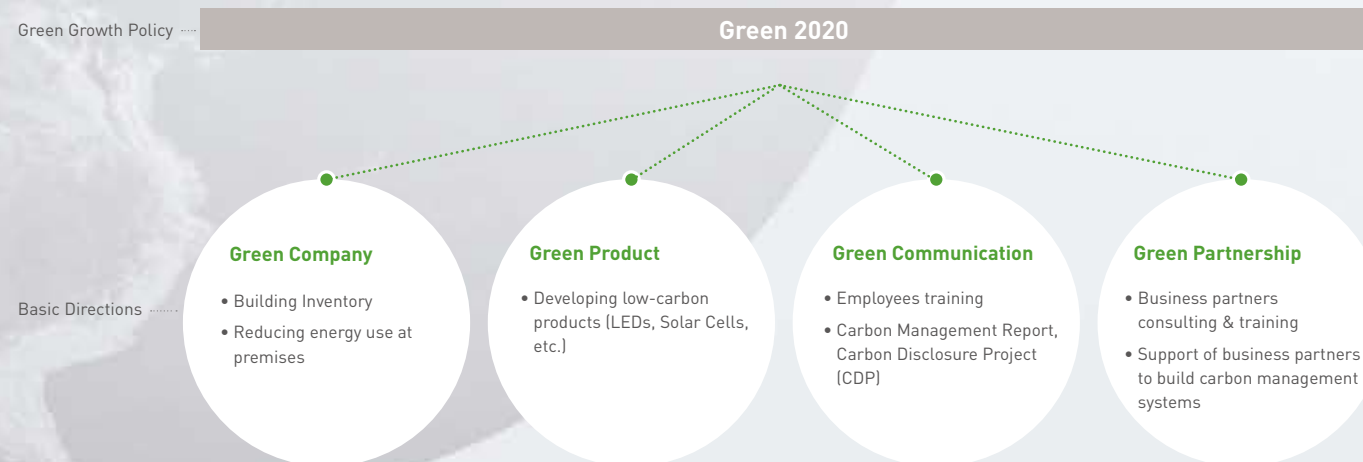 Green Growth Policy
Green 2020
Basic Directions
Green Company
• Building Inventory
• Reducing energy use at
premises
Green Product
• Developing low-carbon
products (LEDs, Solar Cells,
etc.)
Green Communication
• Employees training
• Carbon Management Report,
Carbon Disclosure Project
(CDP)
Green Partnership
• Business partners
consulting & training
• Support of business partners
to build carbon management
systems